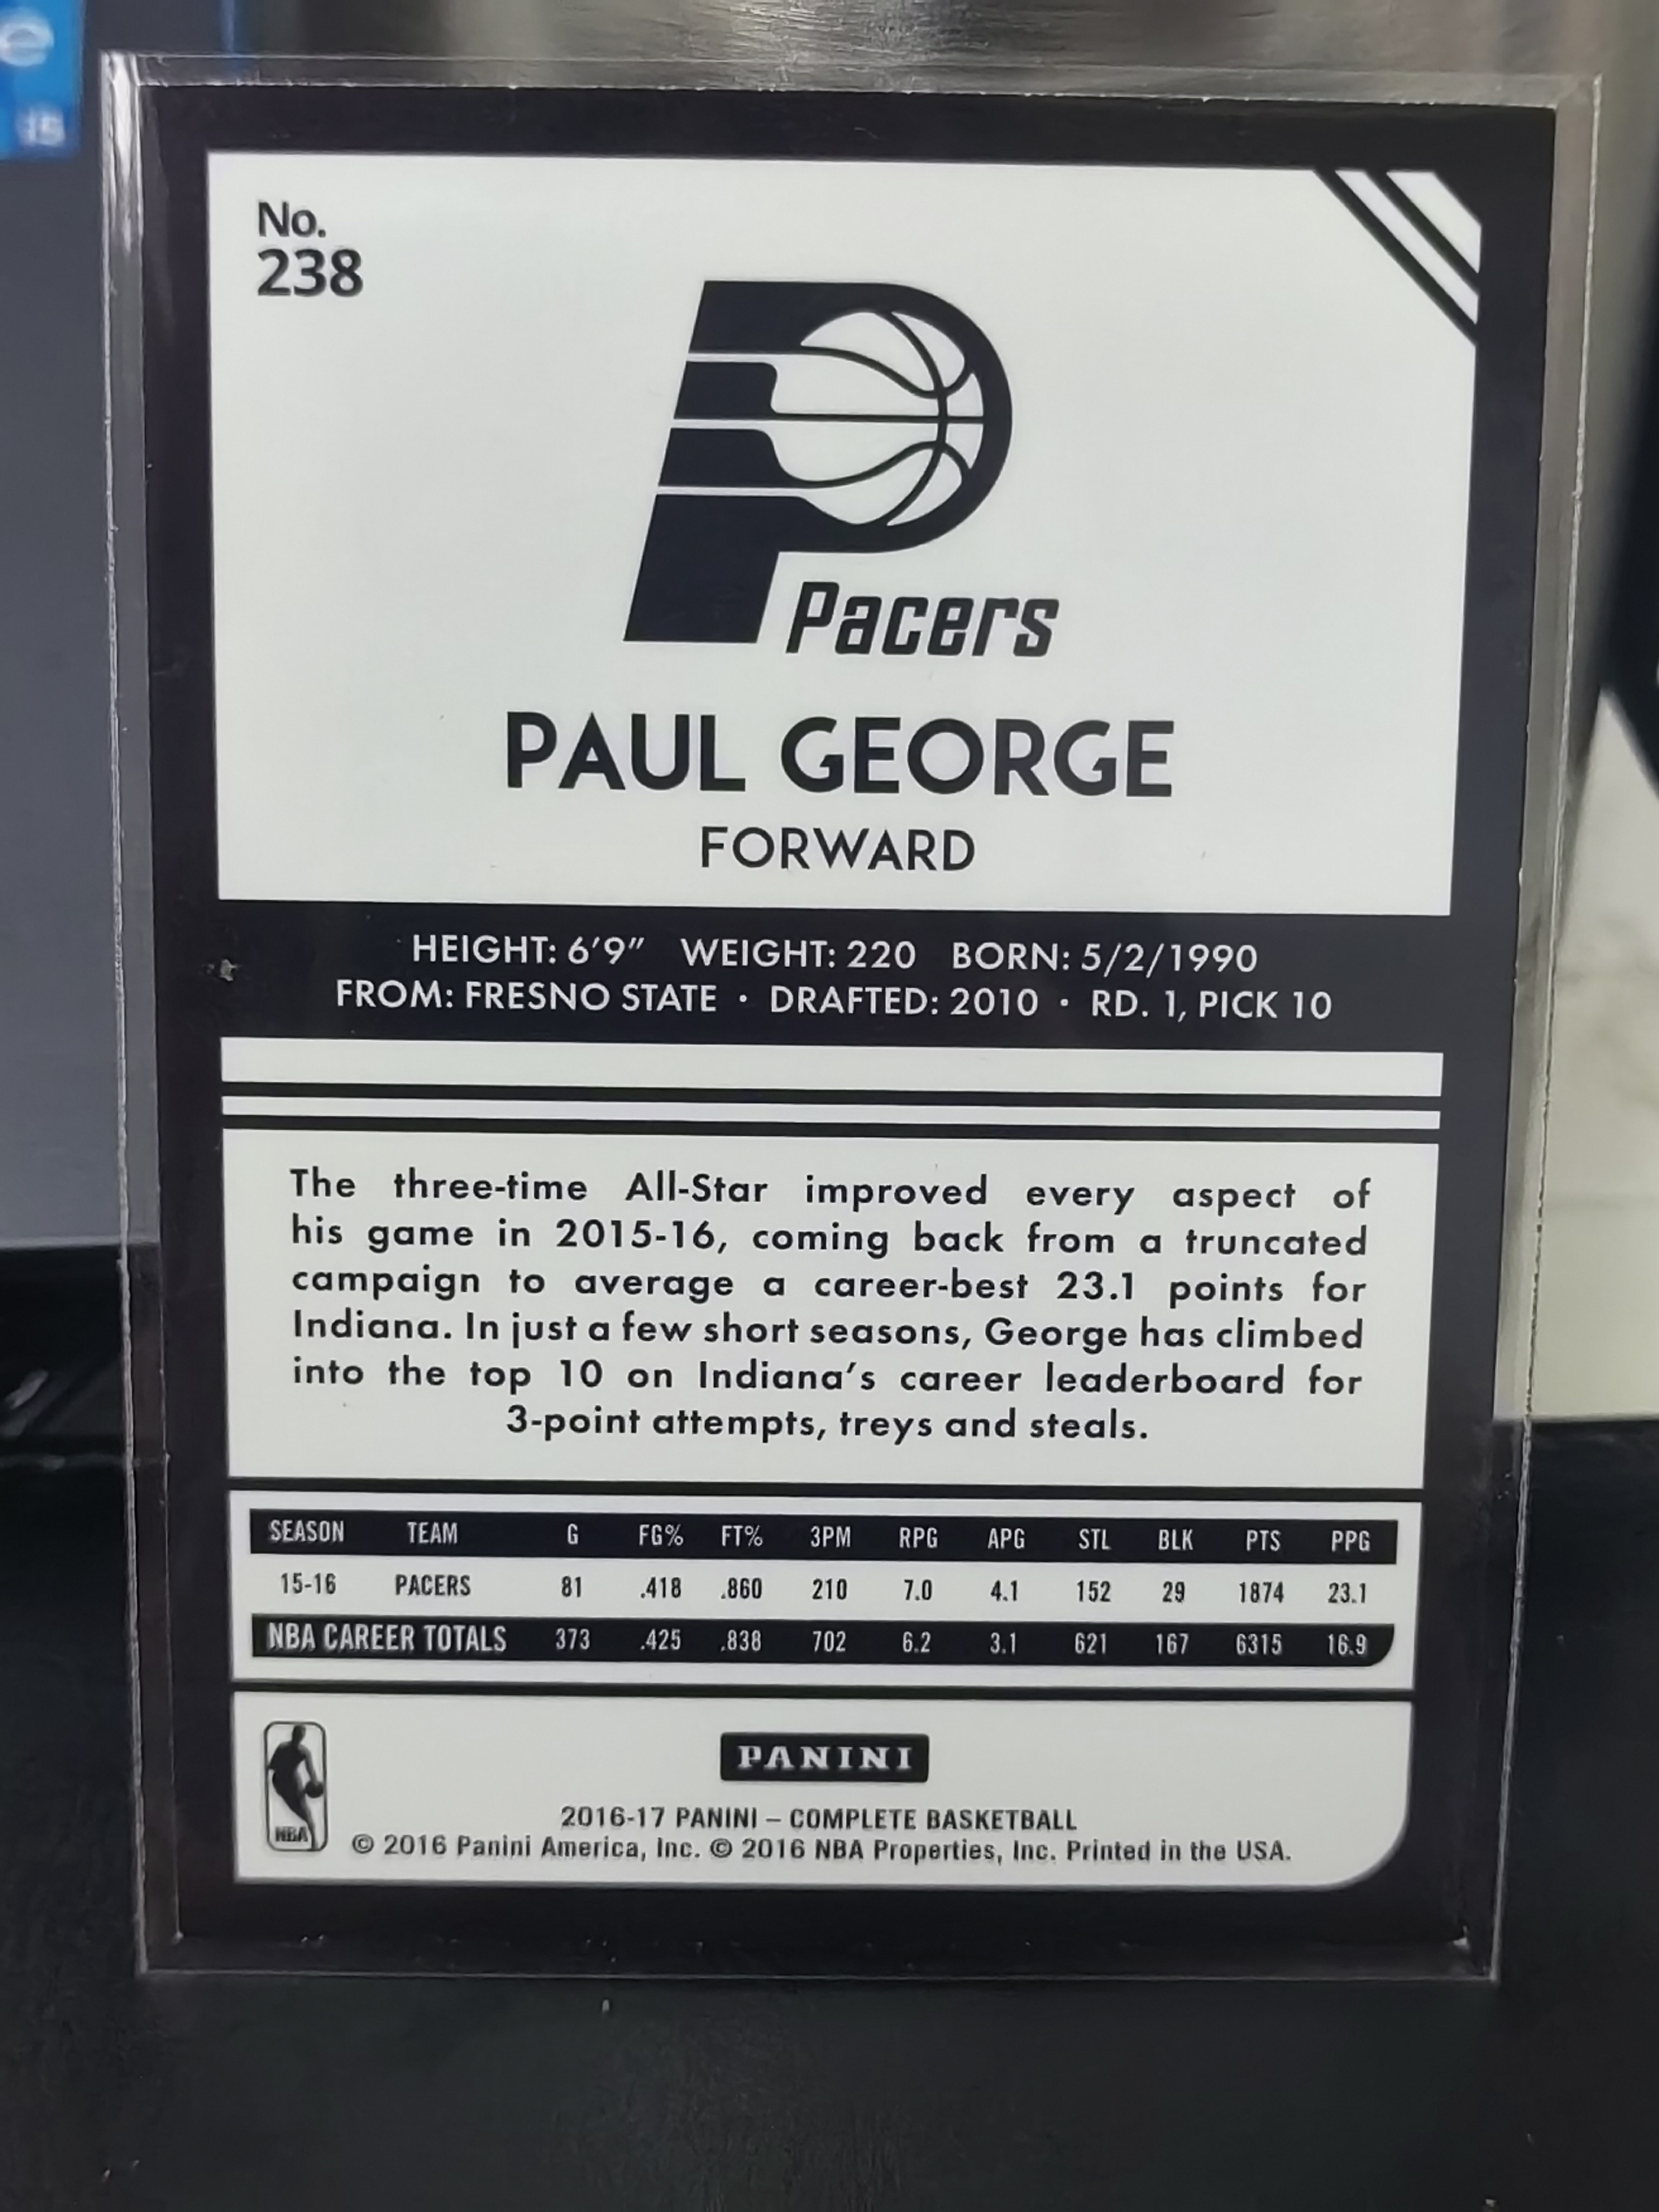 e
is
No.
238
Pacers
PAUL GEORGE
FORWARD
HEIGHT: 6'9" WEIGHT: 220 BORN: 5/2/1990
FROM: FRESNO STATE • DRAFTED: 2010 • RD. 1, PICK 10
The three-time All-Star improved every aspect of
his game in 2015-16, coming back from a truncated
campaign to average a career-best 23.1 points for
Indiana. In just a few short seasons, George has climbed
into the top 10 on Indiana's career leaderboard for
3-point attempts, treys and steals.
SEASON TEAM G FG% FT% 3PM RPG APG STL BLK PTS PPG
15-16 PACERS 81 .418 .860 210 7.0 4.1 152 29 1874 23.1
NBA CAREER TOTALS 373 .425 .838 702 6.2 3.1 621 167 6315 16.9
PANINI
NBA
2016-17 PANINI – COMPLETE BASKETBALL
© 2016 Panini America, Inc. © 2016 NBA Properties, Inc. Printed in the USA.